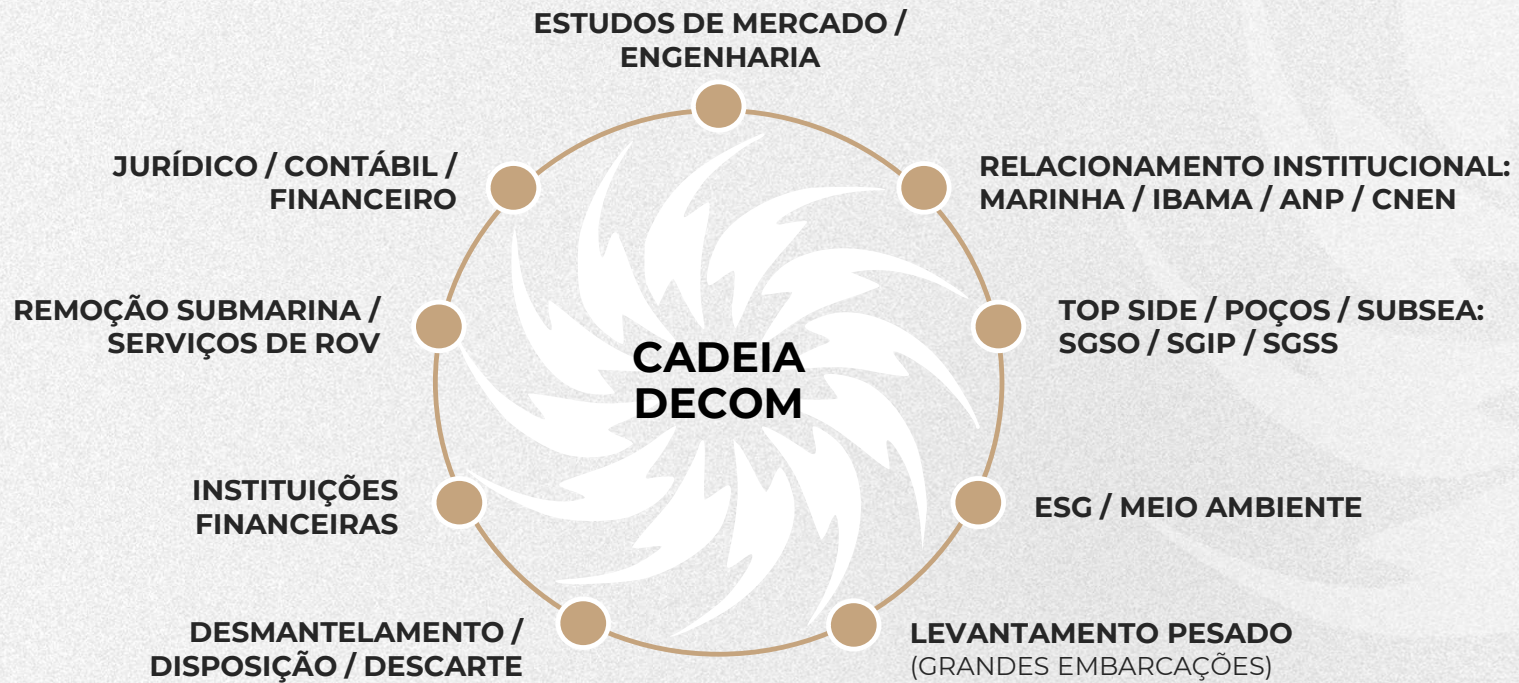 ESTUDOS DE MERCADO /
ENGENHARIA
JURÍDICO / CONTÁBIL /
FINANCEIRO
RELACIONAMENTO INSTITUCIONAL:
MARINHA / IBAMA / ANP / CNEN
REMOÇÃO SUBMARINA /
SERVIÇOS DE ROV
TOP SIDE / POÇOS / SUBSEA:
SGSO / SGIP / SGSS
CADEIA
DECOM
INSTITUIÇÕES
FINANCEIRAS
ESG / MEIO AMBIENTE
DESMANTELAMENTO /
DISPOSIÇÃO / DESCARTE
LEVANTAMENTO PESADO
(GRANDES EMBARCAÇÕES)